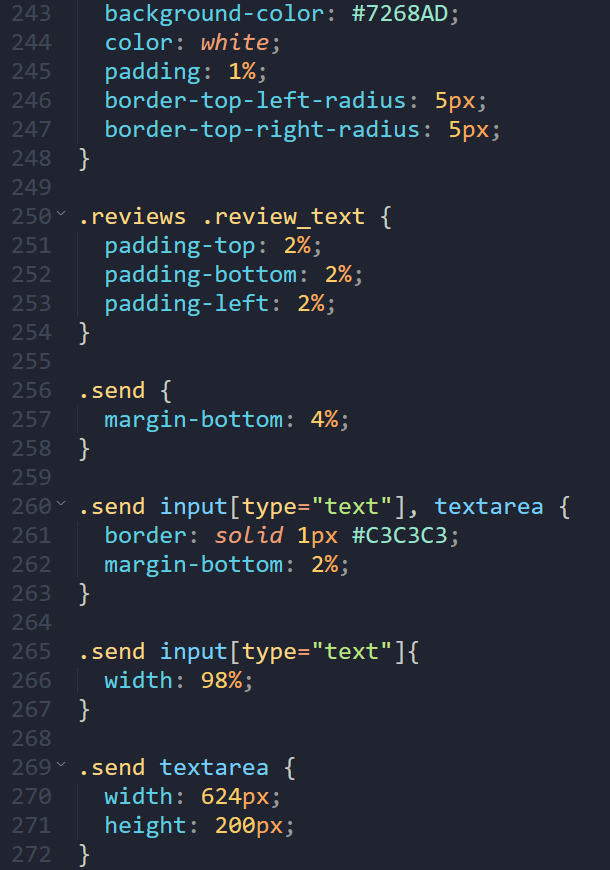 243 background-color: #7268AD;
244 color: white;
245 padding: 1%;
246 border-top-left-radius: 5px;
247 border-top-right-radius: 5px;
248 }
249
250 .reviews .review_text {
251 padding-top: 2%;
252 padding-bottom: 2%;
253 padding-left: 2%;
254 }
255
256 .send {
257 margin-bottom: 4%;
258 }
259
260 .send input[type="text"], textarea {
261 border: solid 1px #C3C3C3;
262 margin-bottom: 2%;
263 }
264
265 .send input[type="text"]{
266 width: 98%;
267 }
268
269 .send textarea {
270 width: 624px;
271 height: 200px;
272 }